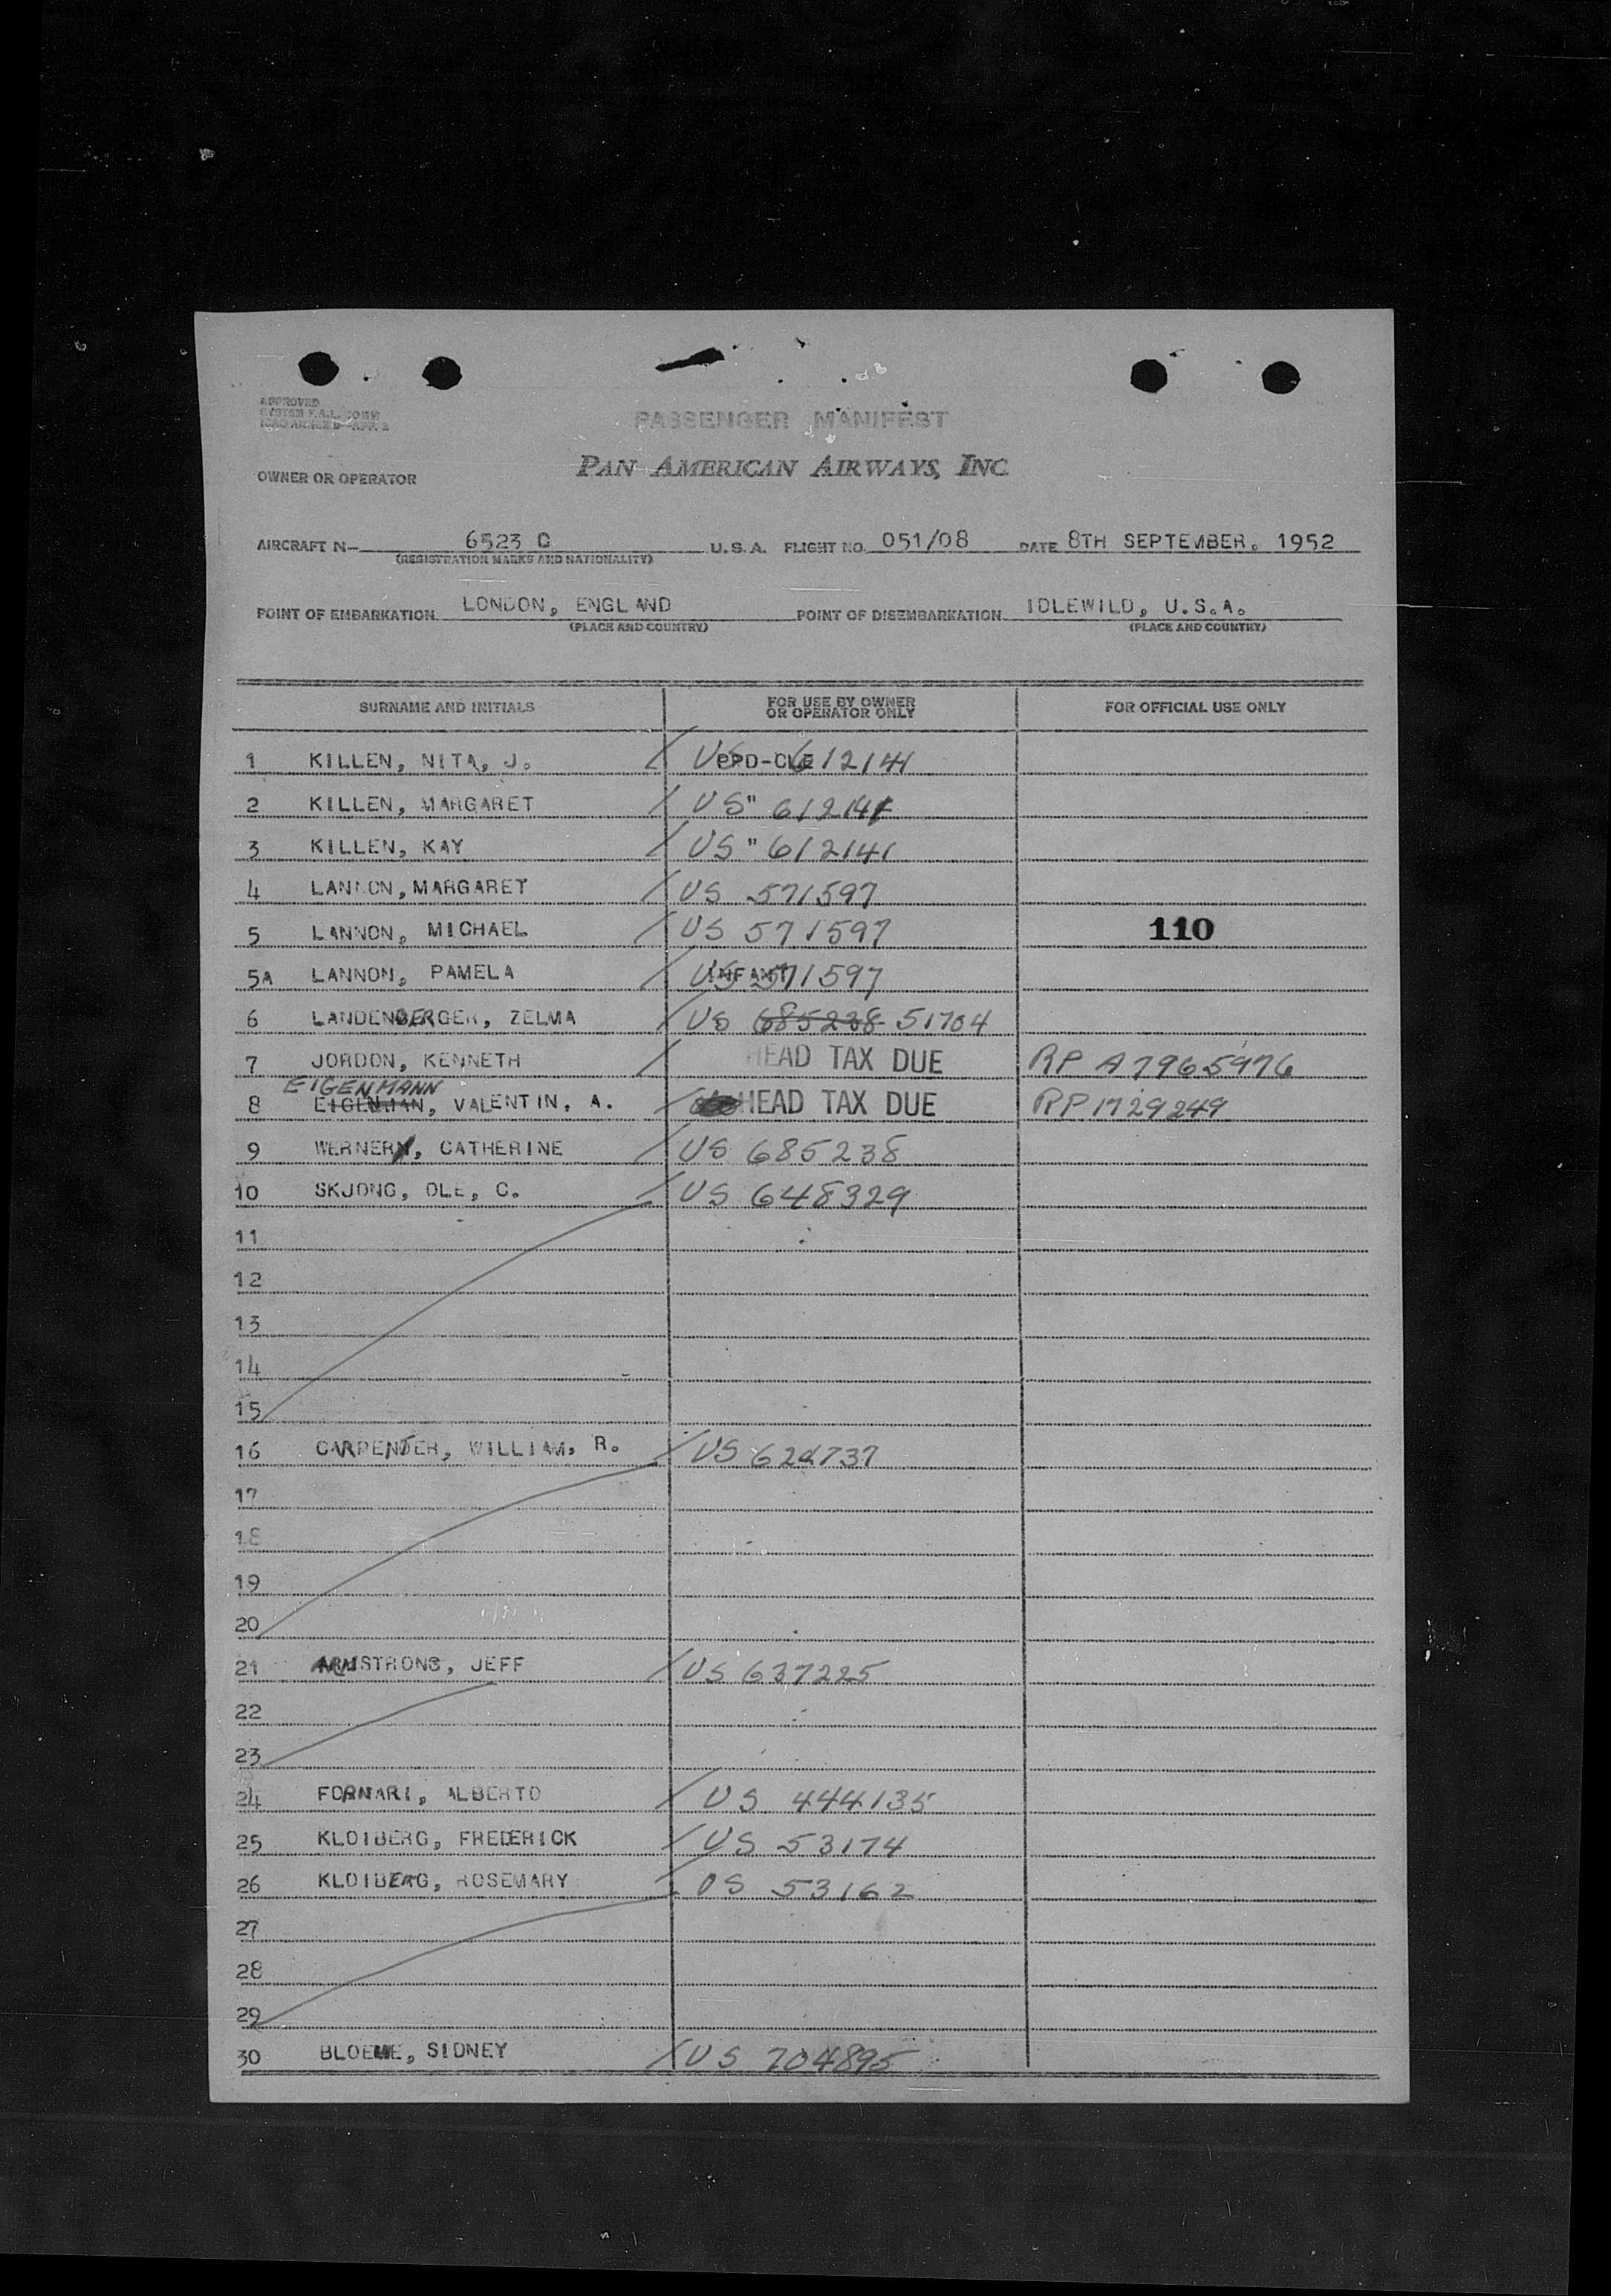 APPROVED
PASSENGER MANIFEST
OWNER OR OPERATOR PAN AMERICAN AIRWAYS, INC
AIRCRAFT N— 6523 C U.S.A. FLIGHT NO. 051/08 DATE 8TH SEPTEMBER. 1952
(REGISTRATION MARKS AND NATIONALITY)
POINT OF EMBARKATION LONDON, ENGLAND POINT OF DISEMBARKATION IDLEWILD, U.S.A.
(PLACE AND COUNTRY) (PLACE AND COUNTRY)
SURNAME AND INITIALS FOR USE BY OWNER OR OPERATOR ONLY FOR OFFICIAL USE ONLY
1 KILLEN, NITA, J. / US 612141
2 KILLEN, MARGARET / US " 612141
3 KILLEN, KAY / US " 612141
4 LANNON, MARGARET / US 571597
5 LANNON, MICHAEL / US 571597 110
5A LANNON, PAMELA / INFANT US 571597
6 LANDENBERGER, ZELMA / US 685238 51704
7 JORDON, KENNETH / HEAD TAX DUE RP A7965976
EIGENMANN
8 EIGENMAN, VALENTIN, A. / HEAD TAX DUE RP 1729249
9 WERNER, CATHERINE / US 685238
10 SKJONG, OLE, C. / US 648329
11
12
13
14
15
16 CARPENTER, WILLIAM, R. / US 624737
17
18
19
20
21 ARMSTRONG, JEFF / US 637225
22
23
24 FORNARI, ALBERTO / US 444135
25 KLOIBERG, FREDERICK / US 53174
26 KLOIBERG, ROSEMARY / US 53162
27
28
29
30 BLOEME, SIDNEY / US 704895